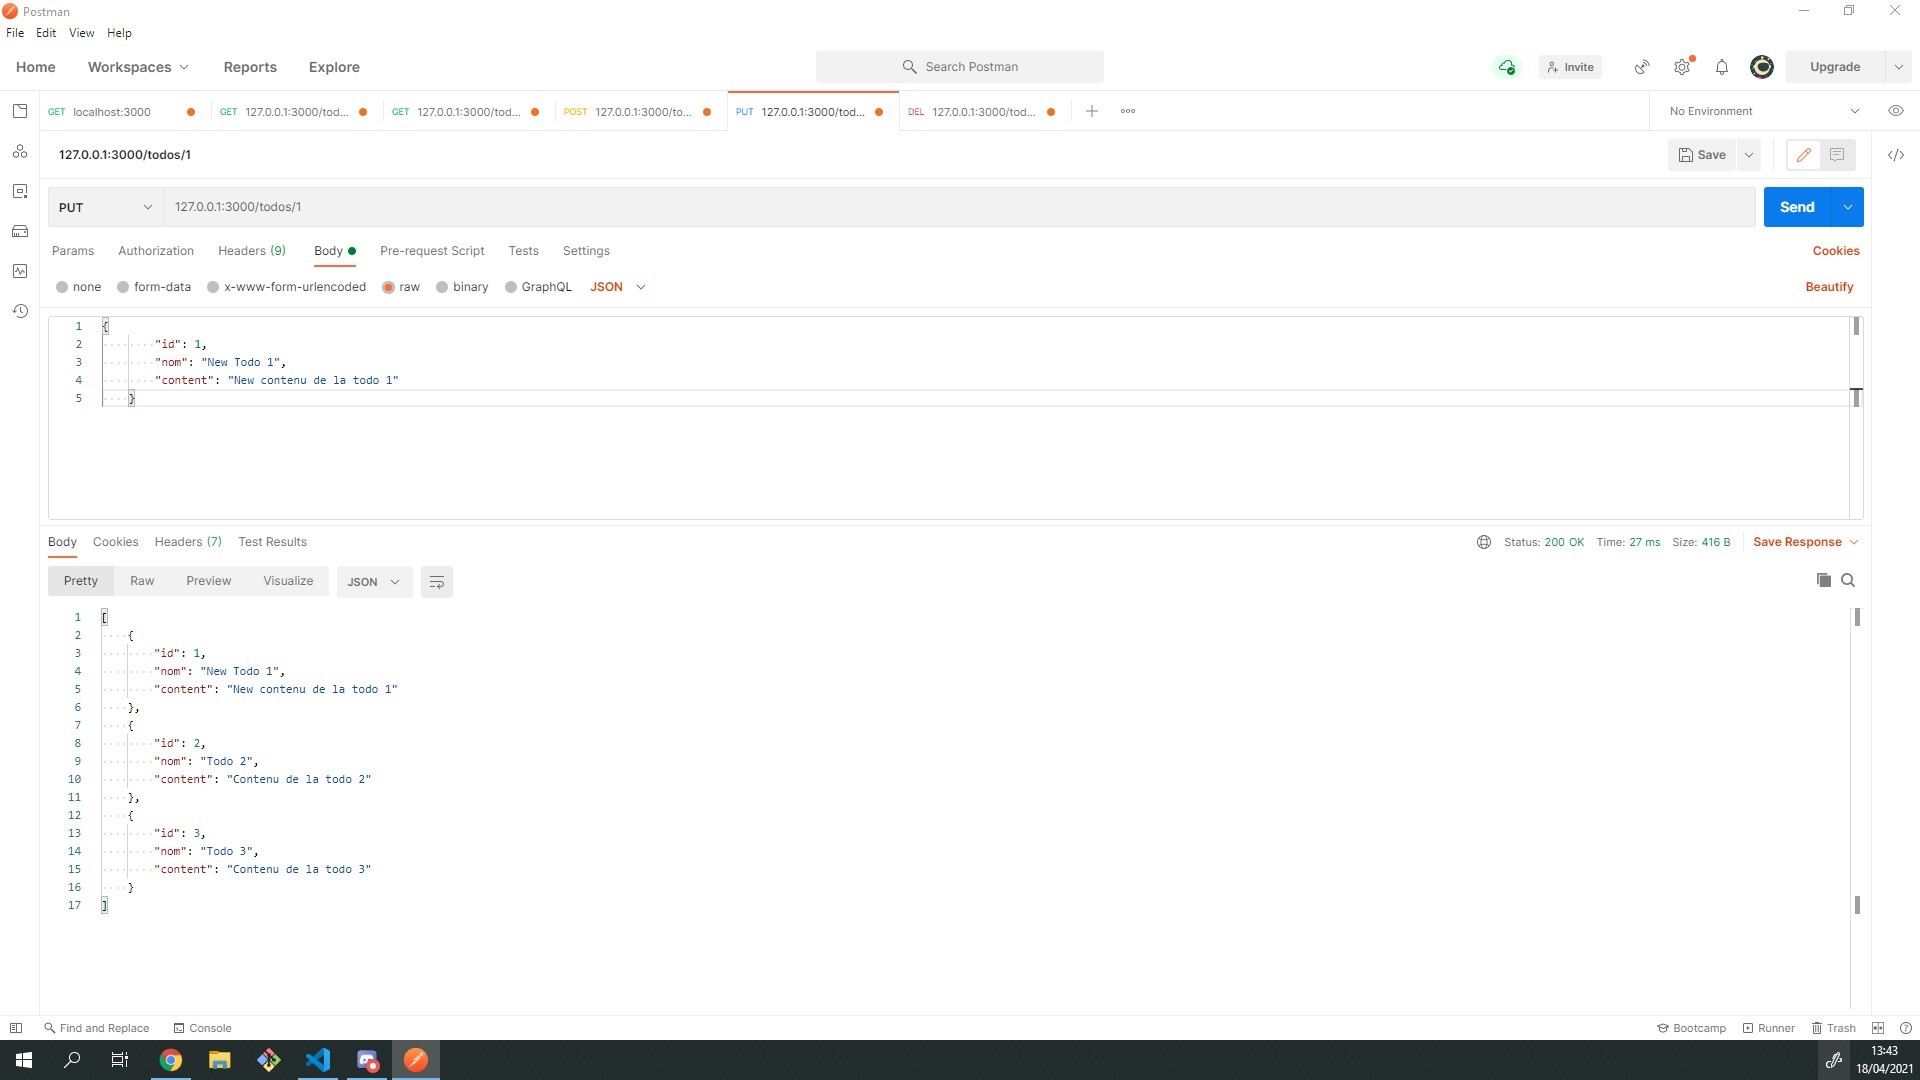 Postman
File Edit View Help
Home Workspaces Reports Explore Search Postman Invite Upgrade
GET localhost:3000 GET 127.0.0.1:3000/tod... GET 127.0.0.1:3000/tod... POST 127.0.0.1:3000/to... PUT 127.0.0.1:3000/tod... DEL 127.0.0.1:3000/tod... No Environment
127.0.0.1:3000/todos/1 Save
PUT 127.0.0.1:3000/todos/1 Send
Params Authorization Headers (9) Body Pre-request Script Tests Settings Cookies
none form-data x-www-form-urlencoded raw binary GraphQL JSON Beautify
1 {
2 "id": 1,
3 "nom": "New Todo 1",
4 "content": "New contenu de la todo 1"
5 }
Body Cookies Headers (7) Test Results Status: 200 OK Time: 27 ms Size: 416 B Save Response
Pretty Raw Preview Visualize JSON
1 [
2 {
3 "id": 1,
4 "nom": "New Todo 1",
5 "content": "New contenu de la todo 1"
6 },
7 {
8 "id": 2,
9 "nom": "Todo 2",
10 "content": "Contenu de la todo 2"
11 },
12 {
13 "id": 3,
14 "nom": "Todo 3",
15 "content": "Contenu de la todo 3"
16 }
17 ]
Find and Replace Console Bootcamp Runner Trash
13:43
18/04/2021